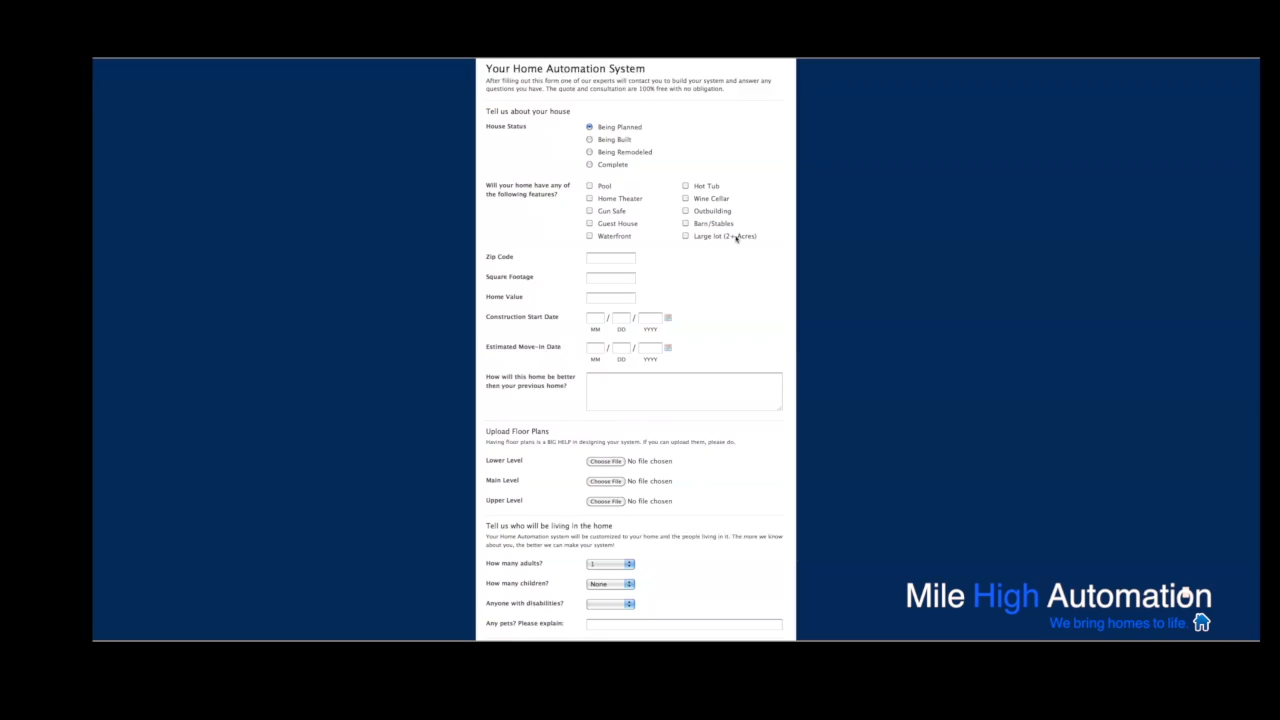 Your Home Automation System
After filling out this form one of our experts will contact you to build your system and answer any
questions you have. The quote and consultation are 100% free with no obligation.
Tell us about your house
House Status
Being Planned
Being Built
Being Remodeled
Complete
Will your home have any of
the following features?
Pool
Hot Tub
Home Theater
Wine Cellar
Gun Safe
Outbuilding
Guest House
Barn/Stables
Waterfront
Large lot (2+ Acres)
Zip Code
Square Footage
Home Value
Construction Start Date
/ /
MM DD YYYY
Estimated Move-In Date
/ /
MM DD YYYY
How will this home be better
then your previous home?
Upload Floor Plans
Having floor plans is a BIG HELP in designing your system. If you can upload them, please do.
Lower Level
Choose File No file chosen
Main Level
Choose File No file chosen
Upper Level
Choose File No file chosen
Tell us who will be living in the home
Your Home Automation system will be customized to your home and the people living in it. The more we know
about you, the better we can make your system!
How many adults?
1
How many children?
None
Anyone with disabilities?
Any pets? Please explain:
Mile High Automation
We bring homes to life.